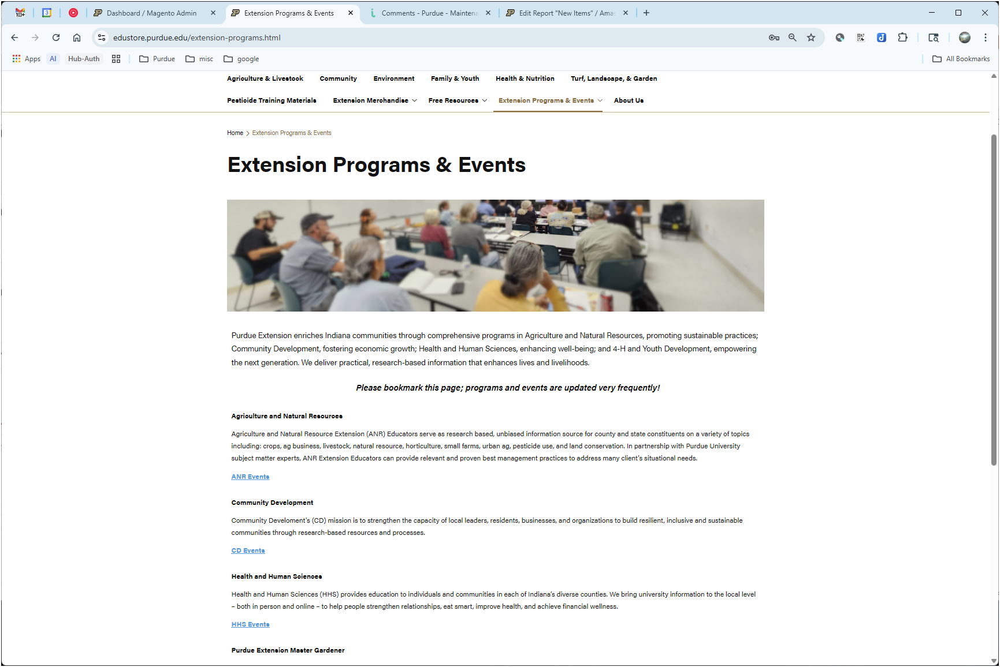 100+
3
Dashboard / Magento Admin
Extension Programs & Events
Comments - Purdue - Maintena
Edit Report "New Items" / Amas
edustore.purdue.edu/extension-programs.html
Apps
AI
Hub-Auth
Purdue
misc
google
All Bookmarks
Agriculture & Livestock Community Environment Family & Youth Health & Nutrition Turf, Landscape, & Garden
Pesticide Training Materials Extension Merchandise Free Resources Extension Programs & Events About Us
Home > Extension Programs & Events
Extension Programs & Events
Purdue Extension enriches Indiana communities through comprehensive programs in Agriculture and Natural Resources, promoting sustainable practices;
Community Development, fostering economic growth; Health and Human Sciences, enhancing well-being; and 4-H and Youth Development, empowering
the next generation. We deliver practical, research-based information that enhances lives and livelihoods.
Please bookmark this page; programs and events are updated very frequently!
Agriculture and Natural Resources
Agriculture and Natural Resource Extension (ANR) Educators serve as research based, unbiased information source for county and state constituents on a variety of topics
including: crops, ag business, livestock, natural resource, horticulture, small farms, urban ag, pesticide use, and land conservation. In partnership with Purdue University
subject matter experts, ANR Extension Educators can provide relevant and proven best management practices to address many client's situational needs.
ANR Events
Community Development
Community Develoment's (CD) mission is to strengthen the capacity of local leaders, residents, businesses, and organizations to build resilient, inclusive and sustainable
communities through research-based resources and processes.
CD Events
Health and Human Sciences
Health and Human Sciences (HHS) provides education to individuals and communities in each of Indiana's diverse counties. We bring university information to the local level
– both in person and online – to help people strengthen relationships, eat smart, improve health, and achieve financial wellness.
HHS Events
Purdue Extension Master Gardener